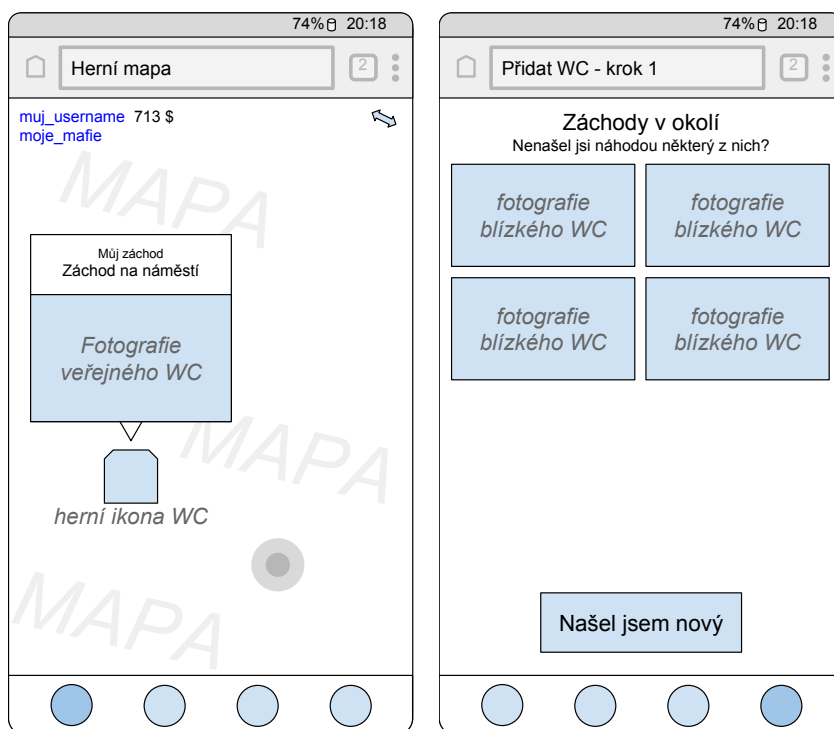 74% 20:18
Herní mapa
2
muj_username 713 $
moje_mafie
MAPA
Můj záchod
Záchod na náměstí
Fotografie
veřejného WC
MAPA
herní ikona WC
MAPA
74% 20:18
Přidat WC - krok 1
2
Záchody v okolí
Nenašel jsi náhodou některý z nich?
fotografie
blízkého WC
fotografie
blízkého WC
fotografie
blízkého WC
fotografie
blízkého WC
Našel jsem nový